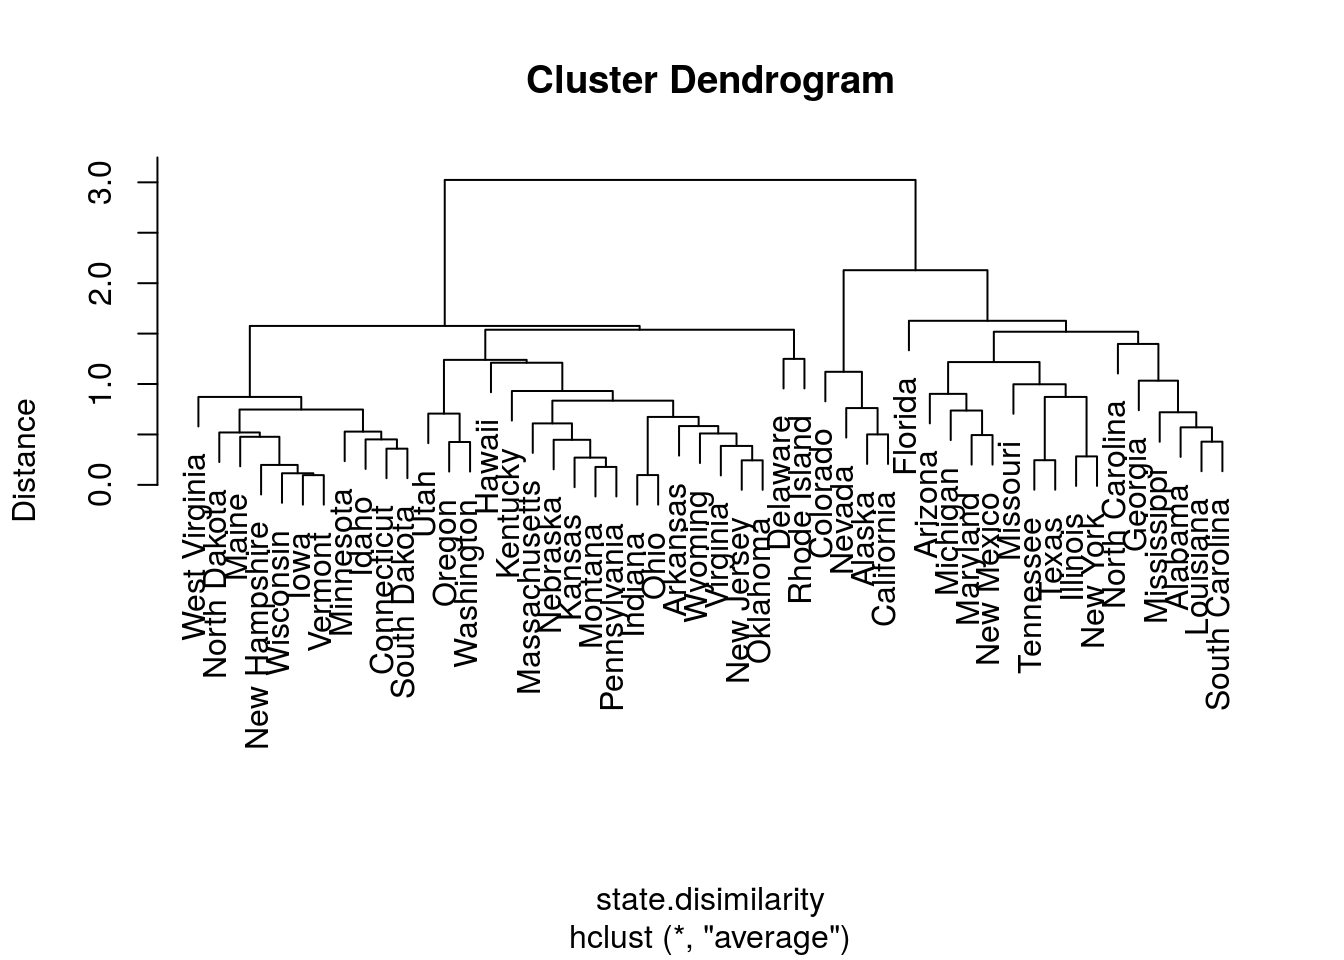 Cluster Dendrogram
Distance
3.0
2.0
1.0
0.0
West Virginia
North Dakota
Maine
New Hampshire
Wisconsin
Iowa
Vermont
Minnesota
Idaho
Connecticut
South Dakota
Utah
Oregon
Washington
Hawaii
Kentucky
Massachusetts
Nebraska
Kansas
Montana
Pennsylvania
Indiana
Ohio
Arkansas
Wyoming
Virginia
New Jersey
Oklahoma
Delaware
Rhode Island
Colorado
Nevada
Alaska
California
Florida
Arizona
Michigan
Maryland
New Mexico
Missouri
Tennessee
Texas
Illinois
New York
North Carolina
Georgia
Mississippi
Alabama
Louisiana
South Carolina
state.disimilarity
hclust (*, "average")